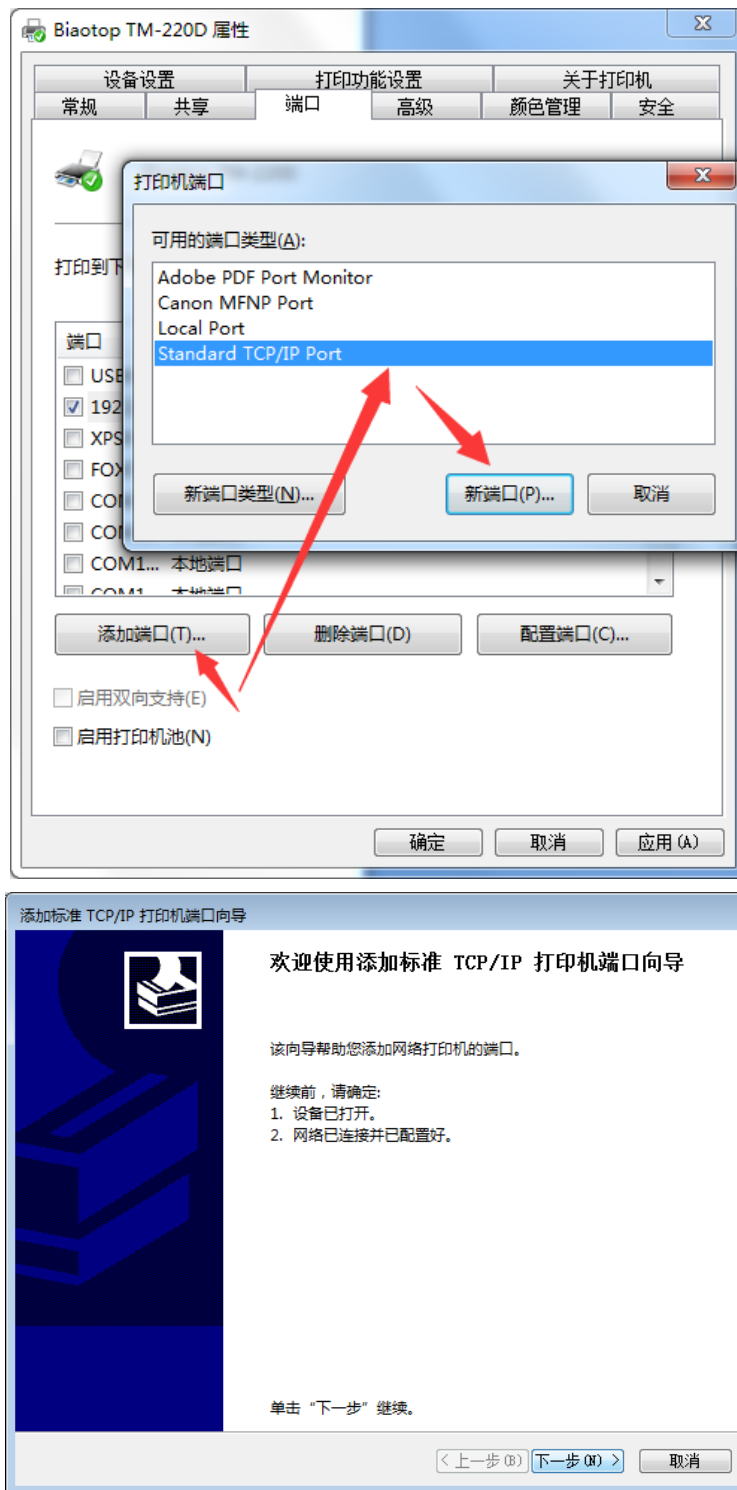 Biaotop TM-220D 属性
设备设置 打印功能设置 关于打印机
常规 共享 端口 高级 颜色管理 安全
打印机端口
可用的端口类型(A):
打印到下
Adobe PDF Port Monitor
Canon MFNP Port
Local Port
Standard TCP/IP Port
端口
USB
192
XPS
FOX
COM
COM
新端口类型(N)... 新端口(P)... 取消
COM1... 本地端口
COM1 本地端口
添加端口(T)... 删除端口(D) 配置端口(C)...
启用双向支持(E)
启用打印机池(N)
确定 取消 应用(A)
添加标准 TCP/IP 打印机端口向导
欢迎使用添加标准 TCP/IP 打印机端口向导
该向导帮助您添加网络打印机的端口。
继续前，请确定:
1. 设备已打开。
2. 网络已连接并已配置好。
单击“下一步”继续。
< 上一步(B) 下一步(N) > 取消